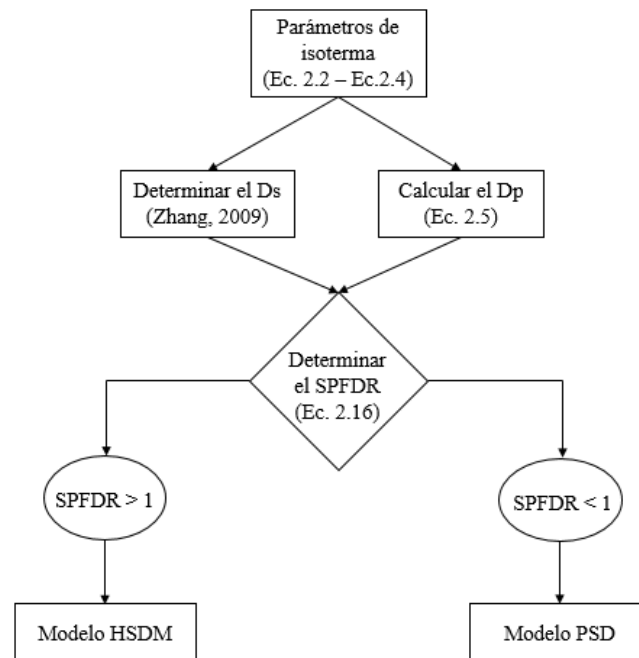 Parámetros de
isoterma
(Ec. 2.2 – Ec.2.4)
Determinar el Ds
(Zhang, 2009)
Calcular el Dp
(Ec. 2.5)
Determinar
el SPFDR
(Ec. 2.16)
SPFDR > 1
SPFDR < 1
Modelo HSDM
Modelo PSD